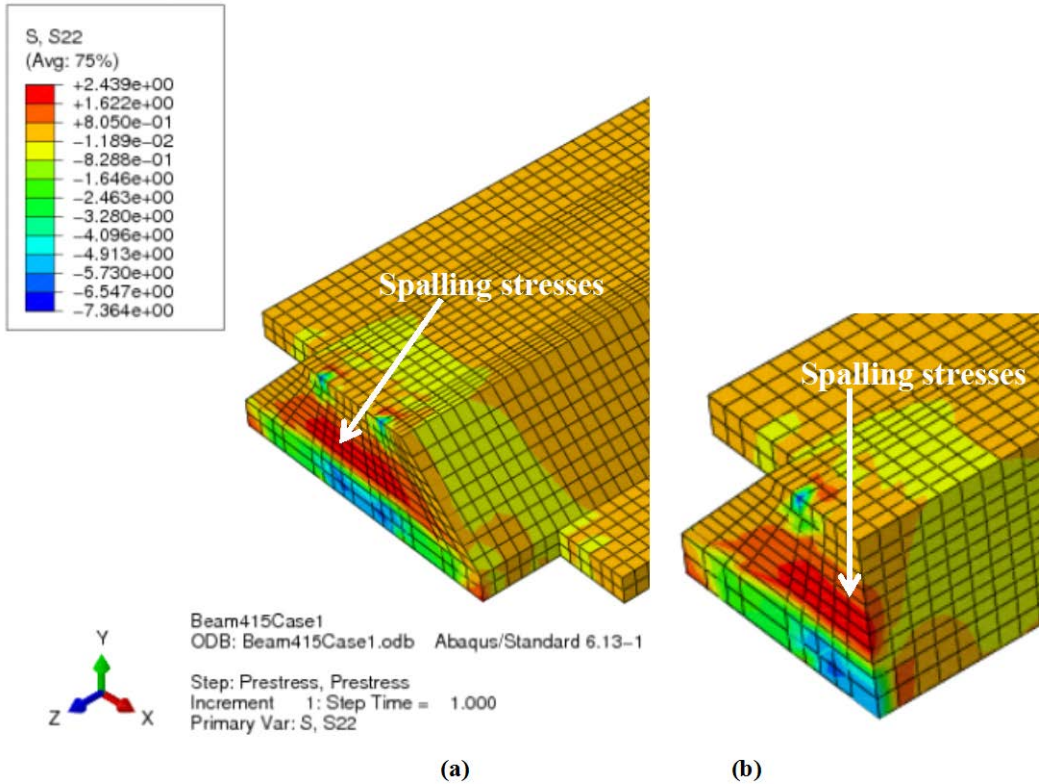 S, S22
(Avg: 75%)
+2.439e+00
+1.622e+00
+8.050e-01
-1.189e-02
-8.288e-01
-1.646e+00
-2.463e+00
-3.280e+00
-4.096e+00
-4.913e+00
-5.730e+00
-6.547e+00
-7.364e+00
Spalling stresses
Spalling stresses
Beam415Case1
ODB: Beam415Case1.odb Abaqus/Standard 6.13-1
Step: Prestress, Prestress
Increment 1: Step Time = 1.000
Primary Var: S, S22
Y
Z
X
(a)
(b)